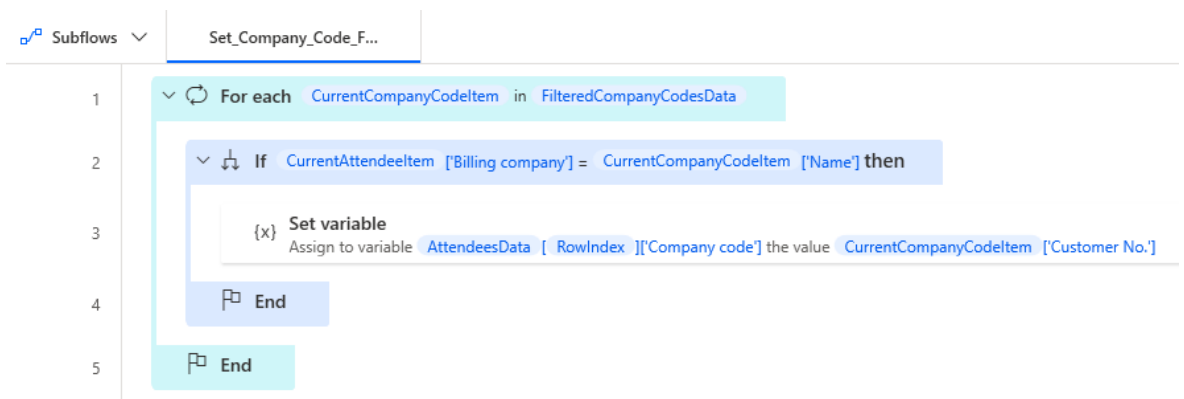 Subflows Set_Company_Code_F...
1 For each CurrentCompanyCodeItem in FilteredCompanyCodesData
2 If CurrentAttendeeItem ['Billing company'] = CurrentCompanyCodeItem ['Name'] then
3 {x} Set variable
Assign to variable AttendeesData [ RowIndex ]['Company code'] the value CurrentCompanyCodeItem ['Customer No.']
4 End
5 End